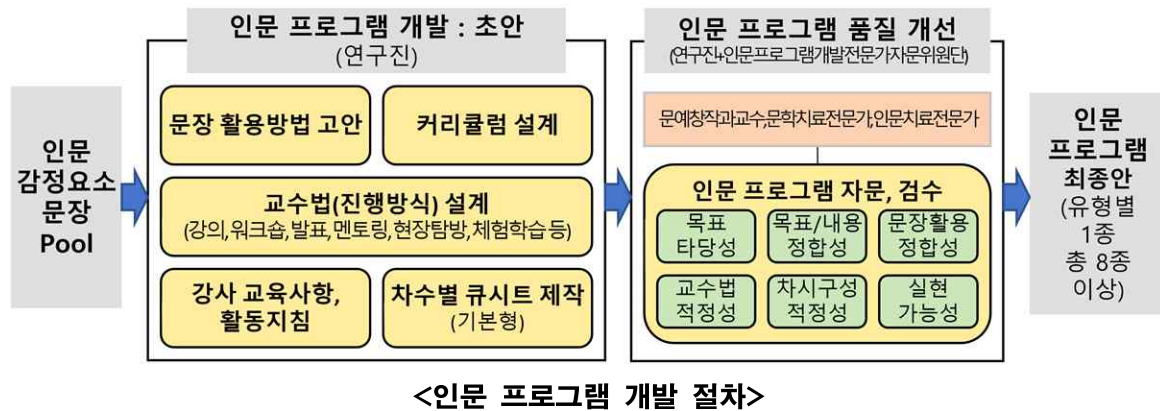 인문
감정요소
문장
Pool
인문 프로그램 개발 : 초안
(연구진)
문장 활용방법 고안
커리큘럼 설계
교수법(진행방식) 설계
(강의,워크숍,발표,멘토링,현장탐방,체험학습 등)
강사 교육사항,
활동지침
차수별 큐시트 제작
(기본형)
인문 프로그램 품질 개선
(연구진+인문프로그램개발전문가자문위원단)
문예창작과교수,문학치료전문가,인문치료전문가
인문 프로그램 자문, 검수
목표
타당성
목표/내용
정합성
문장활용
정합성
교수법
적정성
차시구성
적정성
실현
가능성
인문
프로그램
최종안
(유형별
1종
총 8종
이상)
<인문 프로그램 개발 절차>